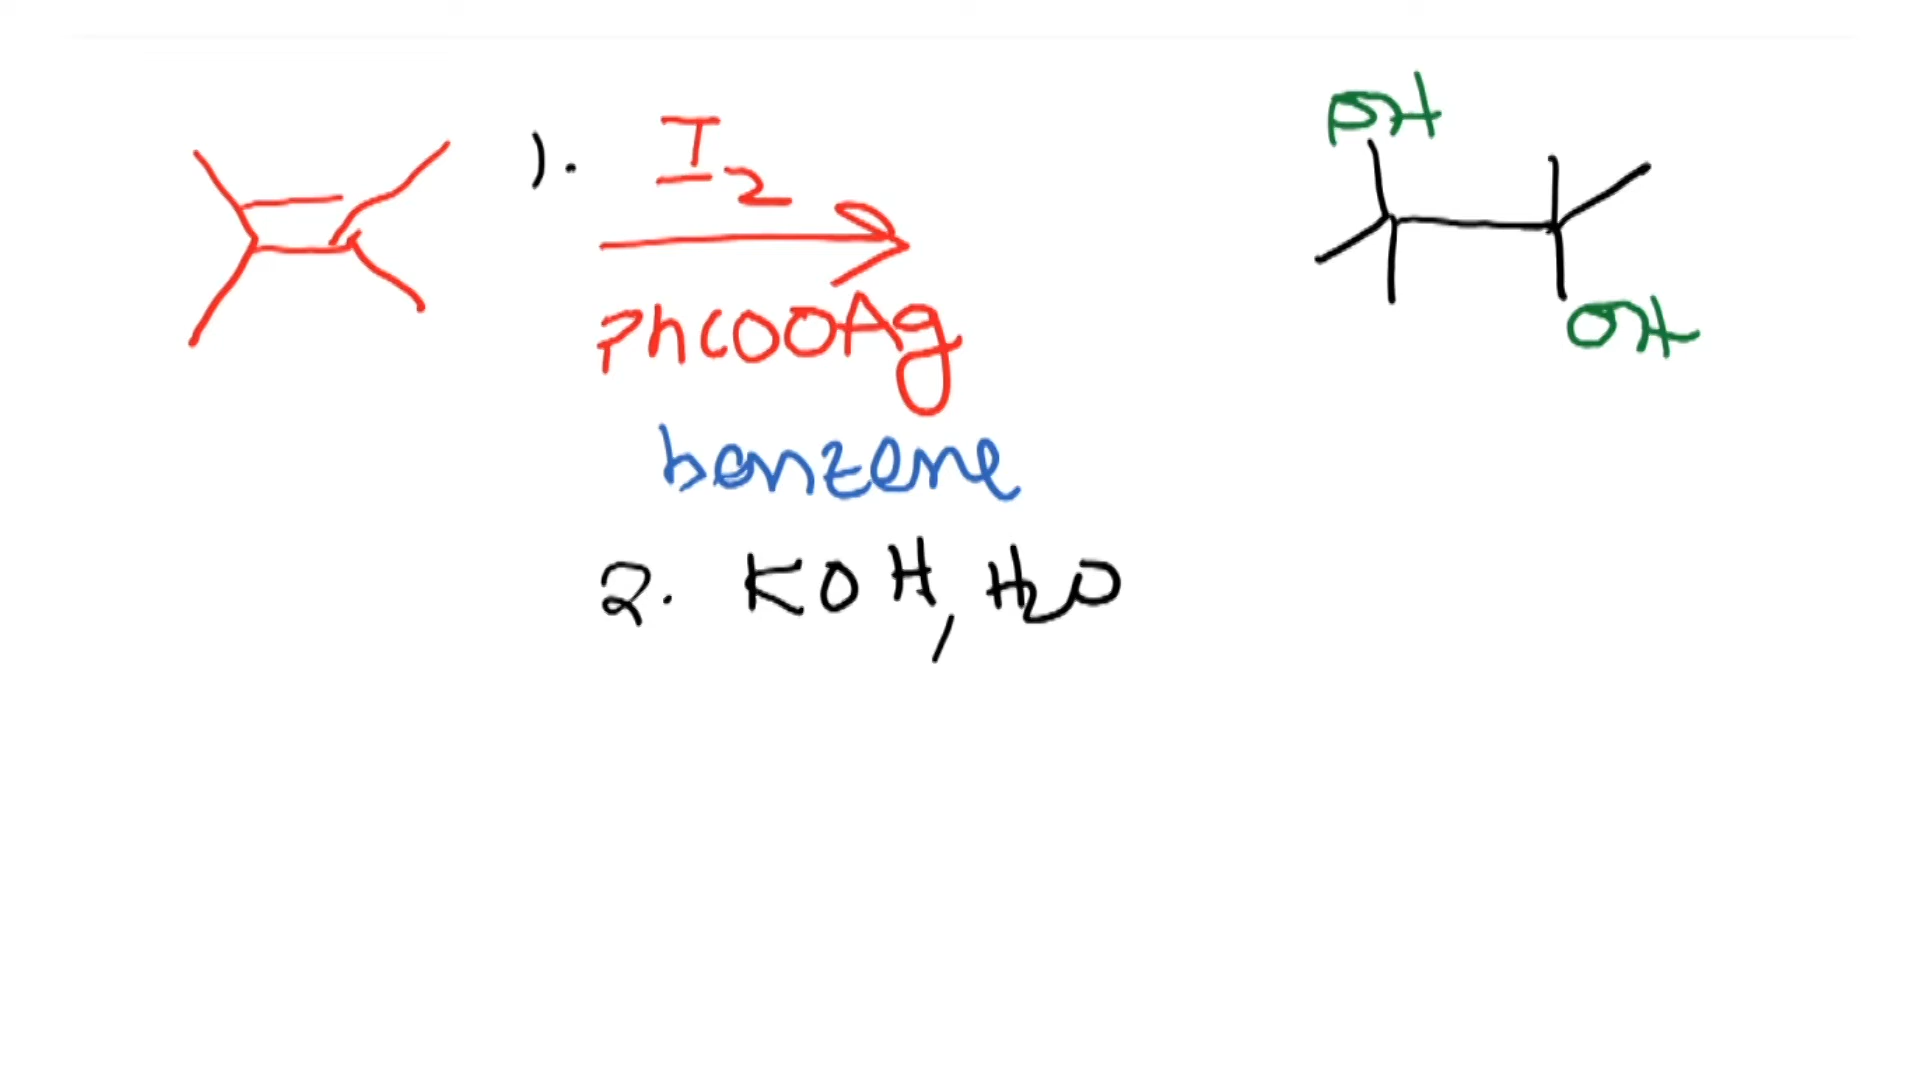 1. I2
PhCOOAg
benzene
2. KOH, H2O
OH
OH